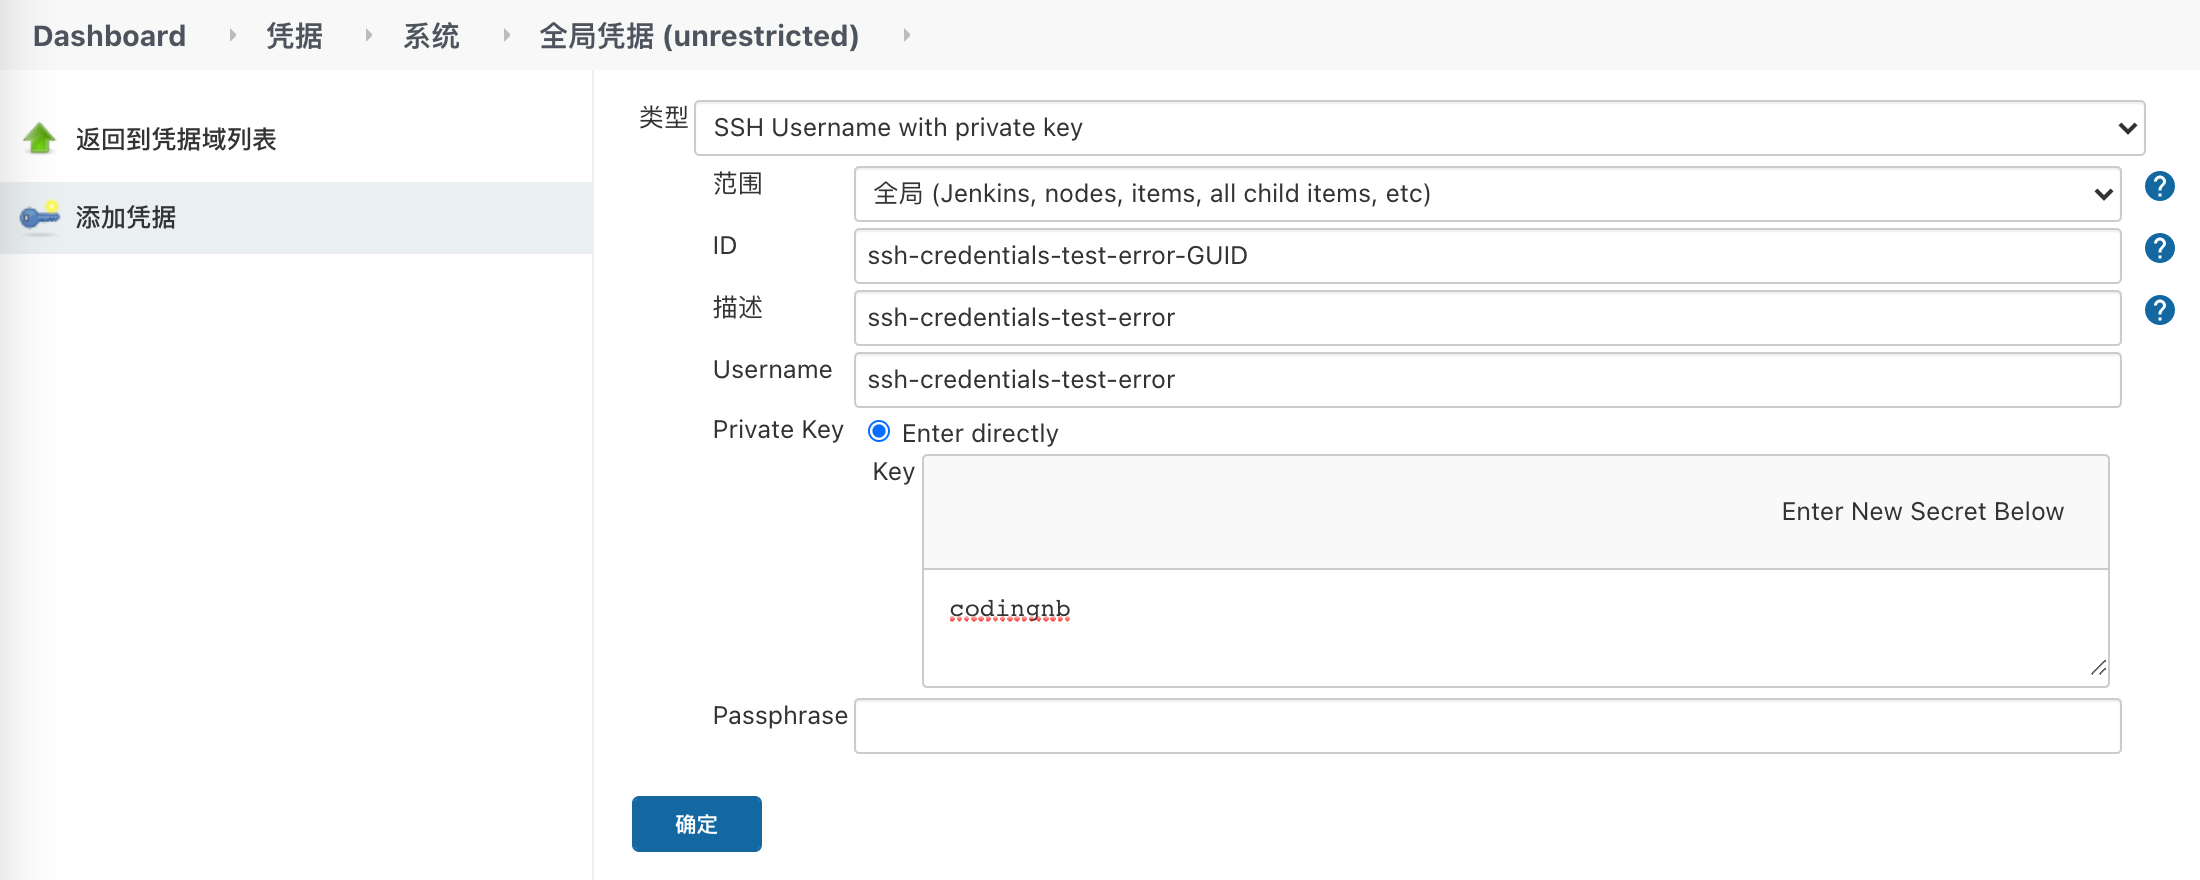 Dashboard 凭据 系统 全局凭据 (unrestricted)
返回到凭据域列表
添加凭据
类型 SSH Username with private key
范围 全局 (Jenkins, nodes, items, all child items, etc)
ID ssh-credentials-test-error-GUID
描述 ssh-credentials-test-error
Username ssh-credentials-test-error
Private Key Enter directly
Key
Enter New Secret Below
codingnb
Passphrase
确定